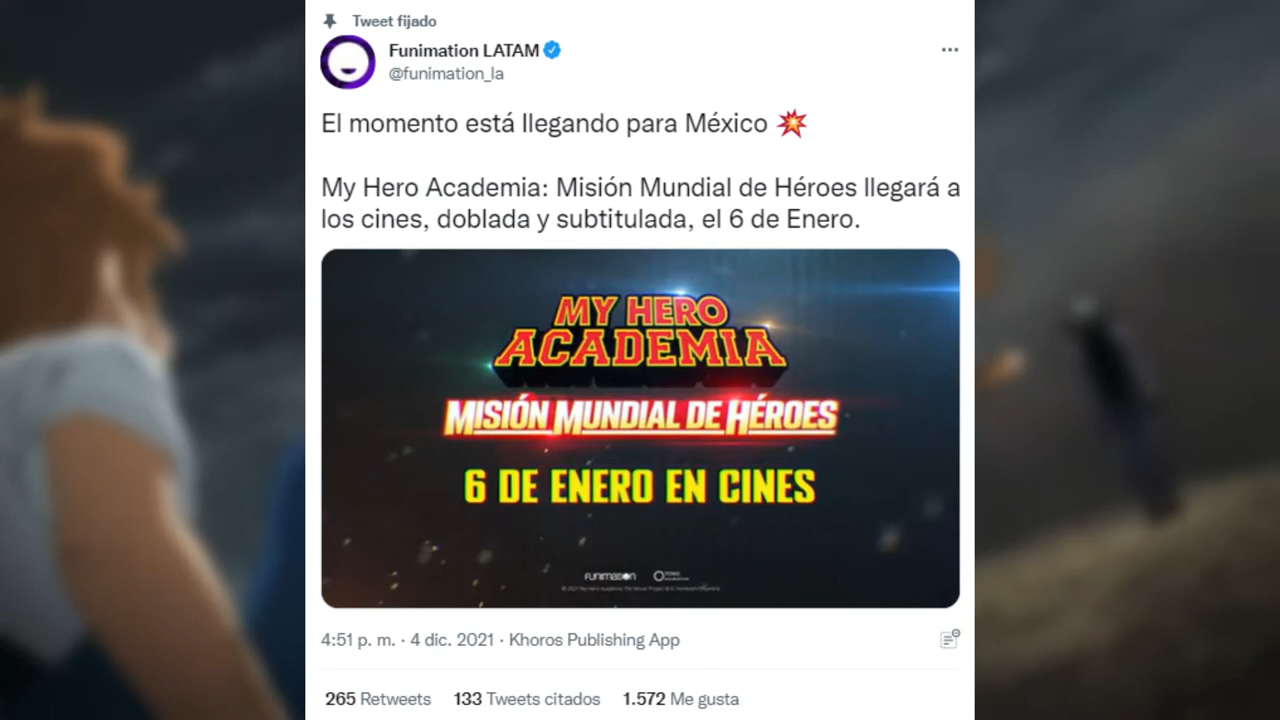 Tweet fijado
Funimation LATAM
@funimation_la
El momento está llegando para México
My Hero Academia: Misión Mundial de Héroes llegará a
los cines, doblada y subtitulada, el 6 de Enero.
MY HERO
ACADEMIA
MISIÓN MUNDIAL DE HÉROES
6 DE ENERO EN CINES
FUNIMATION
4:51 p. m. · 4 dic. 2021 · Khoros Publishing App
265 Retweets 133 Tweets citados 1.572 Me gusta